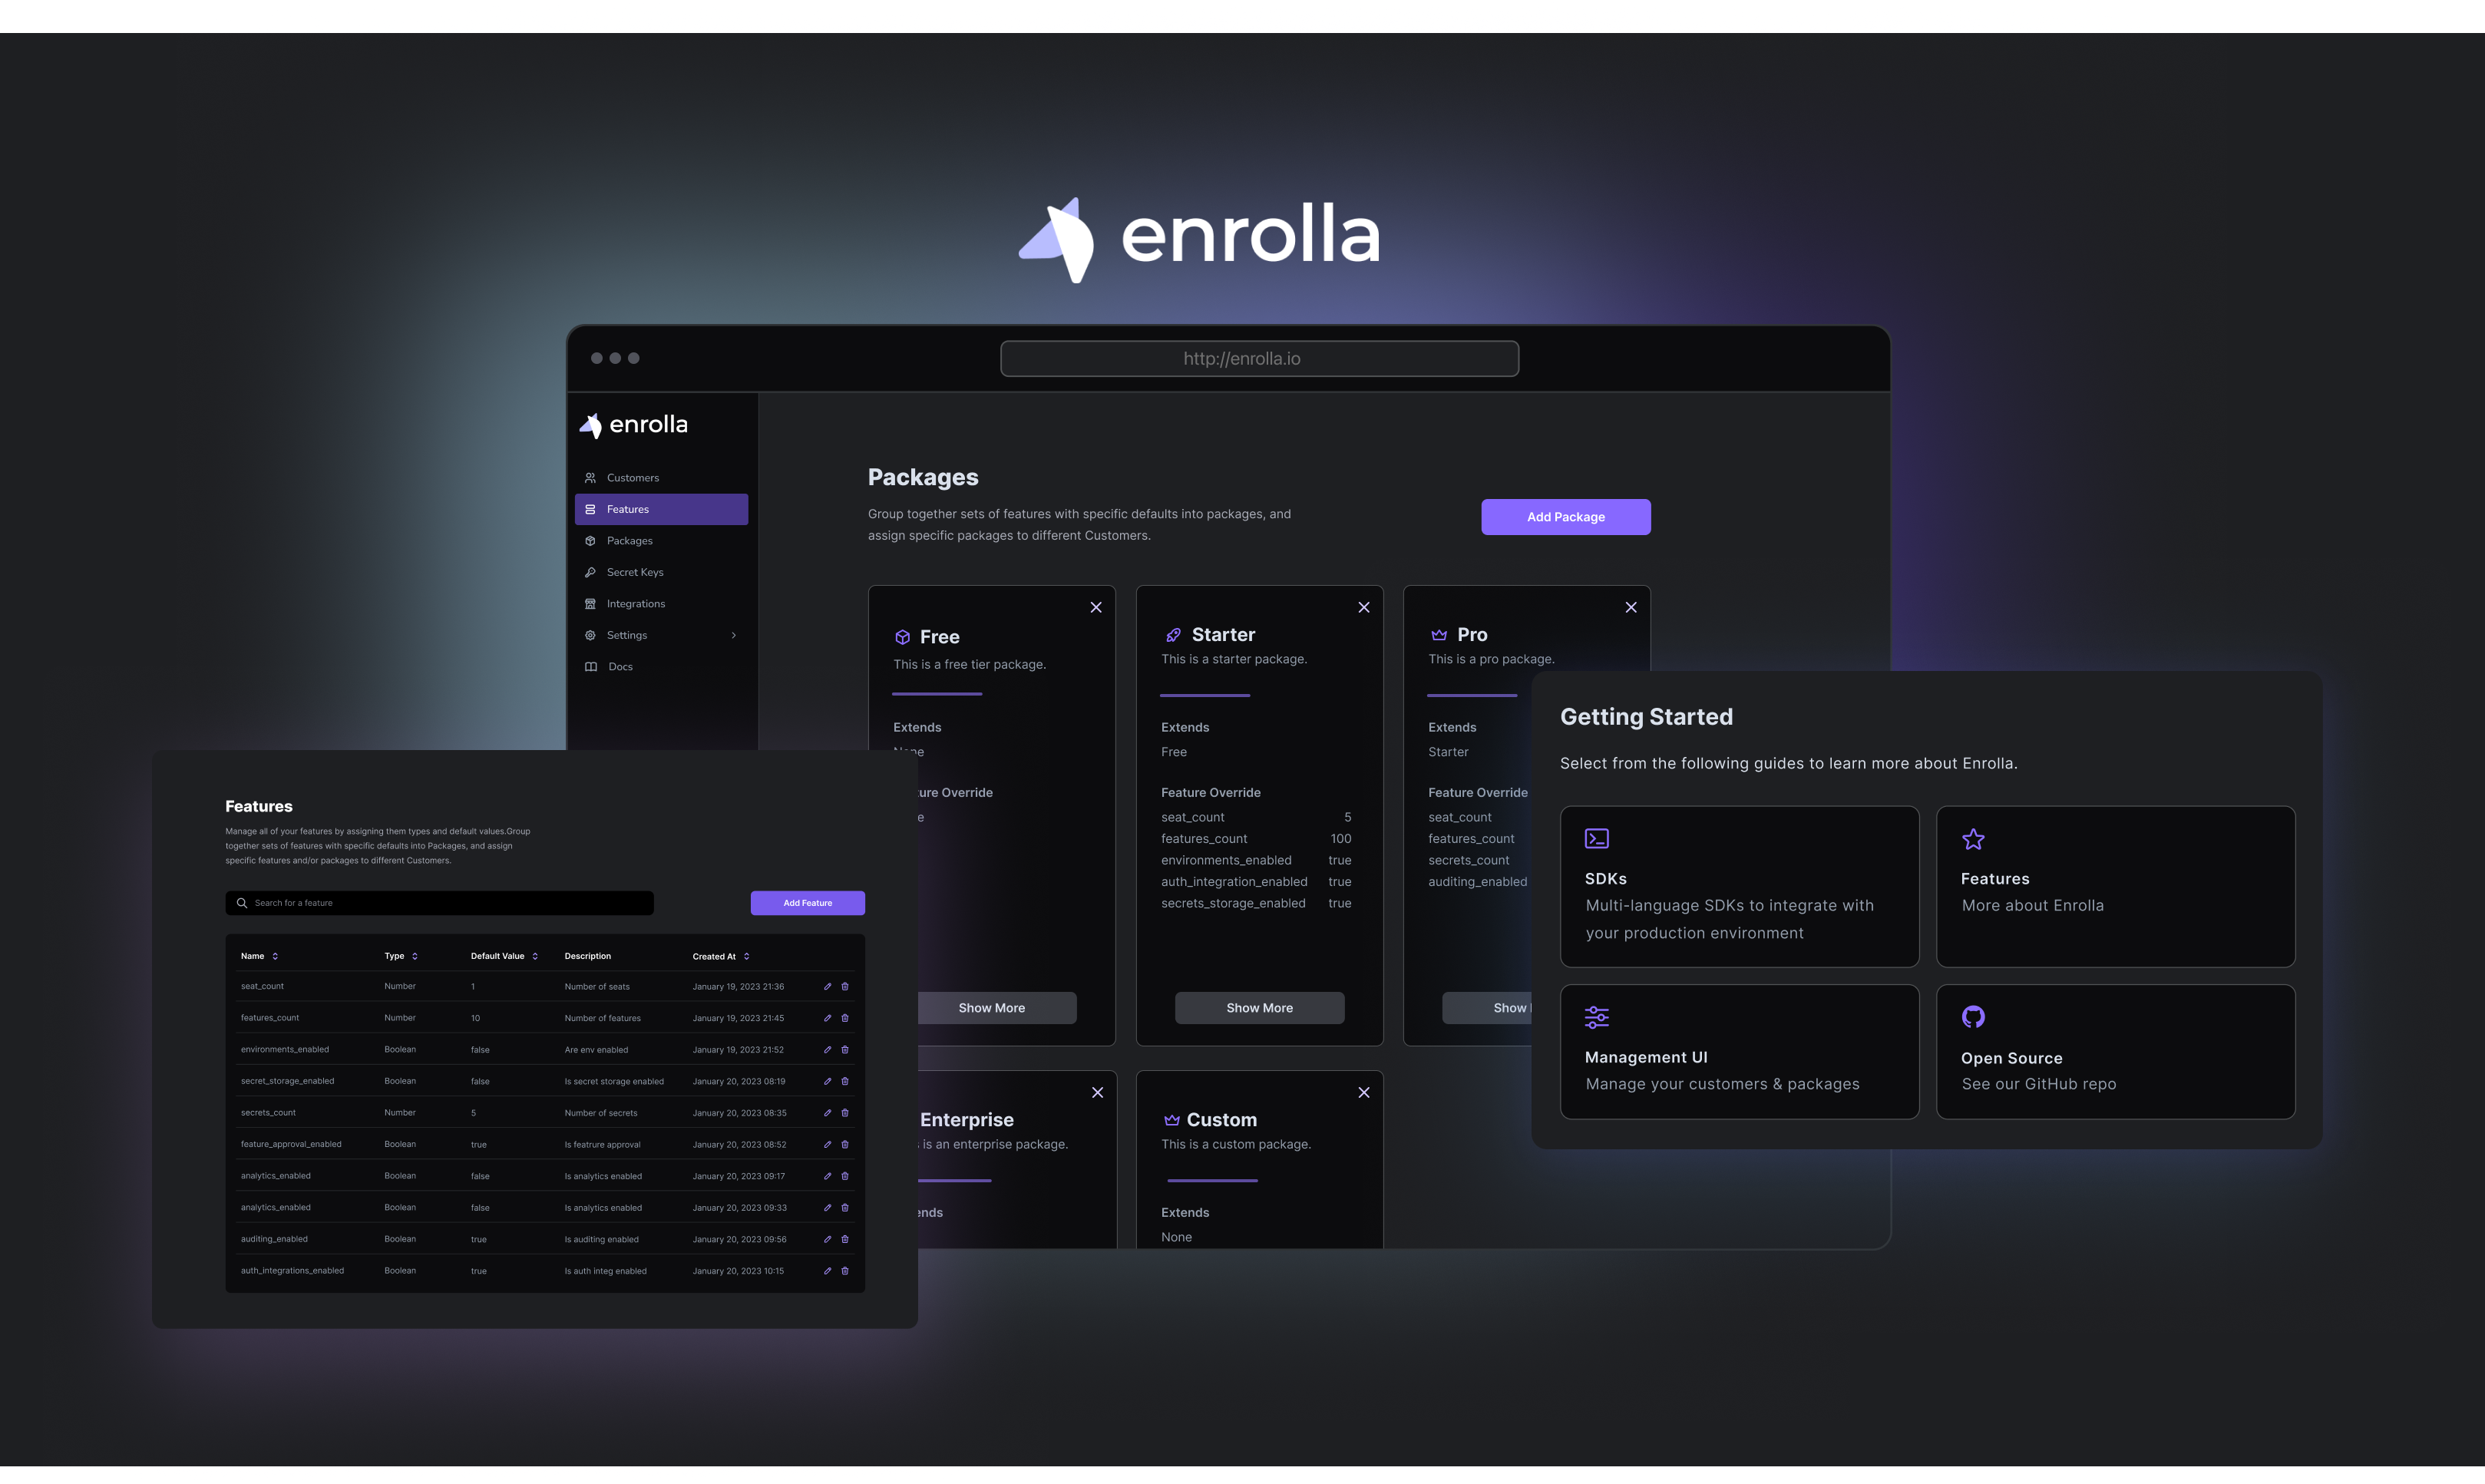 enrolla
http://enrolla.io
enrolla
Customers
Features
Packages
Secret Keys
Integrations
Settings
Docs
Packages
Group together sets of features with specific defaults into packages, and
assign specific packages to different Customers.
Add Package
Free
This is a free tier package.
Extends
None
ure Override
e
Show More
Starter
This is a starter package.
Extends
Free
Feature Override
seat_count 5
features_count 100
environments_enabled true
auth_integration_enabled true
secrets_storage_enabled true
Show More
Pro
This is a pro package.
Extends
Starter
Feature Override
seat_count
features_count
secrets_count
auditing_enabled
Show
Enterprise
is an enterprise package.
ends
Custom
This is a custom package.
Extends
None
Features
Manage all of your features by assigning them types and default values.Group
together sets of features with specific defaults into Packages, and assign
specific features and/or packages to different Customers.
Search for a feature
Add Feature
Name Type Default Value Description Created At
seat_count Number 1 Number of seats January 19, 2023 21:36
features_count Number 10 Number of features January 19, 2023 21:45
environments_enabled Boolean false Are env enabled January 19, 2023 21:52
secret_storage_enabled Boolean false Is secret storage enabled January 20, 2023 08:19
secrets_count Number 5 Number of secrets January 20, 2023 08:35
feature_approval_enabled Boolean true Is featrure approval January 20, 2023 08:52
analytics_enabled Boolean false Is analytics enabled January 20, 2023 09:17
analytics_enabled Boolean false Is analytics enabled January 20, 2023 09:33
auditing_enabled Boolean true Is auditing enabled January 20, 2023 09:56
auth_integrations_enabled Boolean true Is auth integ enabled January 20, 2023 10:15
Getting Started
Select from the following guides to learn more about Enrolla.
SDKs
Multi-language SDKs to integrate with
your production environment
Features
More about Enrolla
Management UI
Manage your customers & packages
Open Source
See our GitHub repo